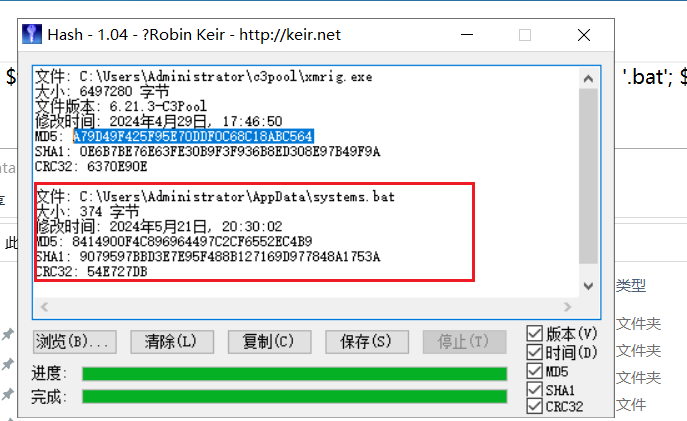 Hash - 1.04 - ?Robin Keir - http://keir.net
$
'.bat'; $
文件: C:\Users\Administrator\c3pool\xmrig.exe
大小: 6497280 字节
文件版本: 6.21.3-C3Pool
修改时间: 2024年4月29日, 17:46:50
MD5: A79D49F425F95E70DDF0C68C18ABC564
SHA1: 0E6B7BE76E63FE30B9F3F936B8ED308E97B49F9A
CRC32: 6370E90E
文件: C:\Users\Administrator\AppData\systems.bat
大小: 374 字节
修改时间: 2024年5月21日, 20:30:02
MD5: 8414900F4C896964497C2CF6552EC4B9
SHA1: 9079597BBD3E7E95F488B127169D977848A1753A
CRC32: 54E727DB
此
类型
文件夹
文件夹
文件夹
文件
浏览(B)...
清除(L)
复制(C)
保存(S)
停止(T)
版本(V)
时间(D)
MD5
SHA1
CRC32
进度:
完成: